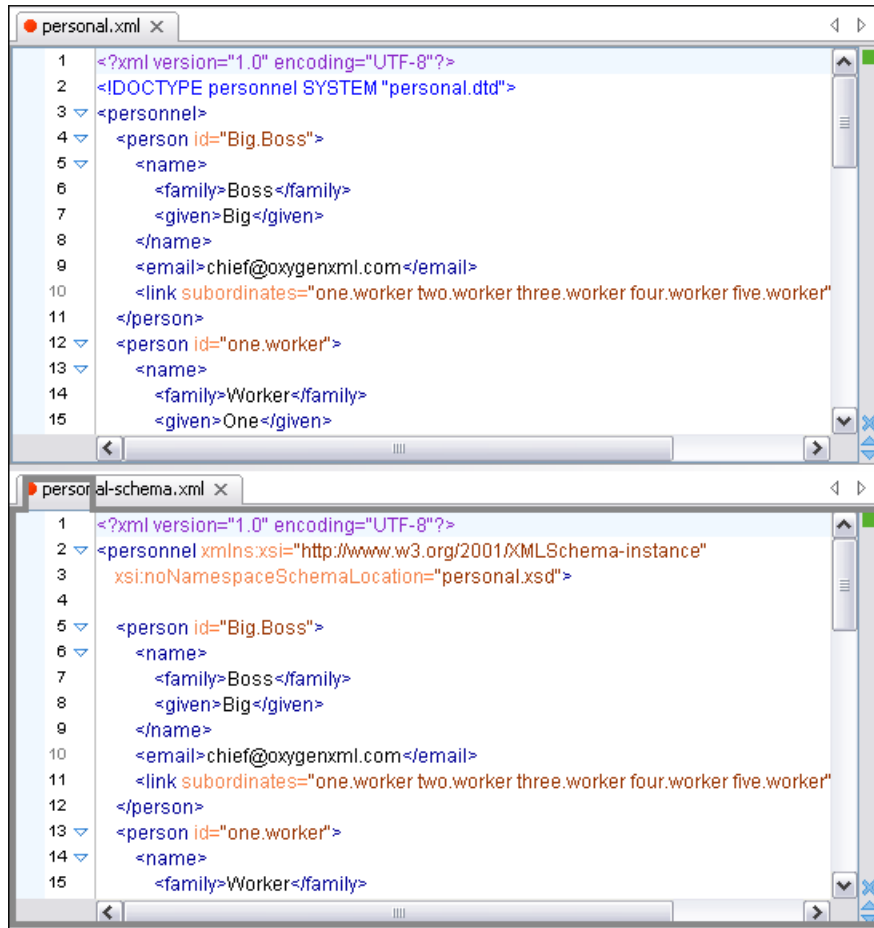 personal.xml
1 <?xml version="1.0" encoding="UTF-8"?>
2 <!DOCTYPE personnel SYSTEM "personal.dtd">
3 <personnel>
4 <person id="Big.Boss">
5 <name>
6 <family>Boss</family>
7 <given>Big</given>
8 </name>
9 <email>chief@oxygenxml.com</email>
10 <link subordinates="one.worker two.worker three.worker four.worker five.worker"
11 </person>
12 <person id="one.worker">
13 <name>
14 <family>Worker</family>
15 <given>One</given>
personal-schema.xml
1 <?xml version="1.0" encoding="UTF-8"?>
2 <personnel xmlns:xsi="http://www.w3.org/2001/XMLSchema-instance"
3 xsi:noNamespaceSchemaLocation="personal.xsd">
4
5 <person id="Big.Boss">
6 <name>
7 <family>Boss</family>
8 <given>Big</given>
9 </name>
10 <email>chief@oxygenxml.com</email>
11 <link subordinates="one.worker two.worker three.worker four.worker five.worker"
12 </person>
13 <person id="one.worker">
14 <name>
15 <family>Worker</family>